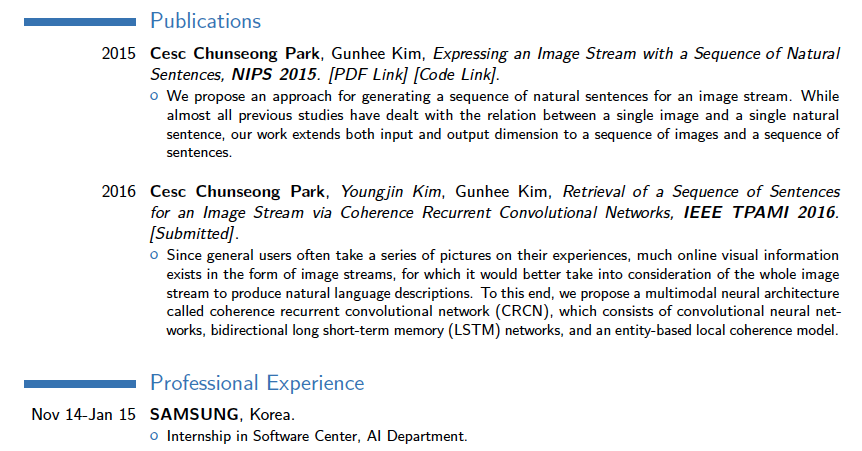 Publications
2015 Cesc Chunseong Park, Gunhee Kim, Expressing an Image Stream with a Sequence of Natural
Sentences, NIPS 2015. [PDF Link] [Code Link].
o We propose an approach for generating a sequence of natural sentences for an image stream. While
almost all previous studies have dealt with the relation between a single image and a single natural
sentence, our work extends both input and output dimension to a sequence of images and a sequence of
sentences.
2016 Cesc Chunseong Park, Youngjin Kim, Gunhee Kim, Retrieval of a Sequence of Sentences
for an Image Stream via Coherence Recurrent Convolutional Networks, IEEE TPAMI 2016.
[Submitted].
o Since general users often take a series of pictures on their experiences, much online visual information
exists in the form of image streams, for which it would better take into consideration of the whole image
stream to produce natural language descriptions. To this end, we propose a multimodal neural architecture
called coherence recurrent convolutional network (CRCN), which consists of convolutional neural net-
works, bidirectional long short-term memory (LSTM) networks, and an entity-based local coherence model.
Professional Experience
Nov 14-Jan 15 SAMSUNG, Korea.
o Internship in Software Center, AI Department.